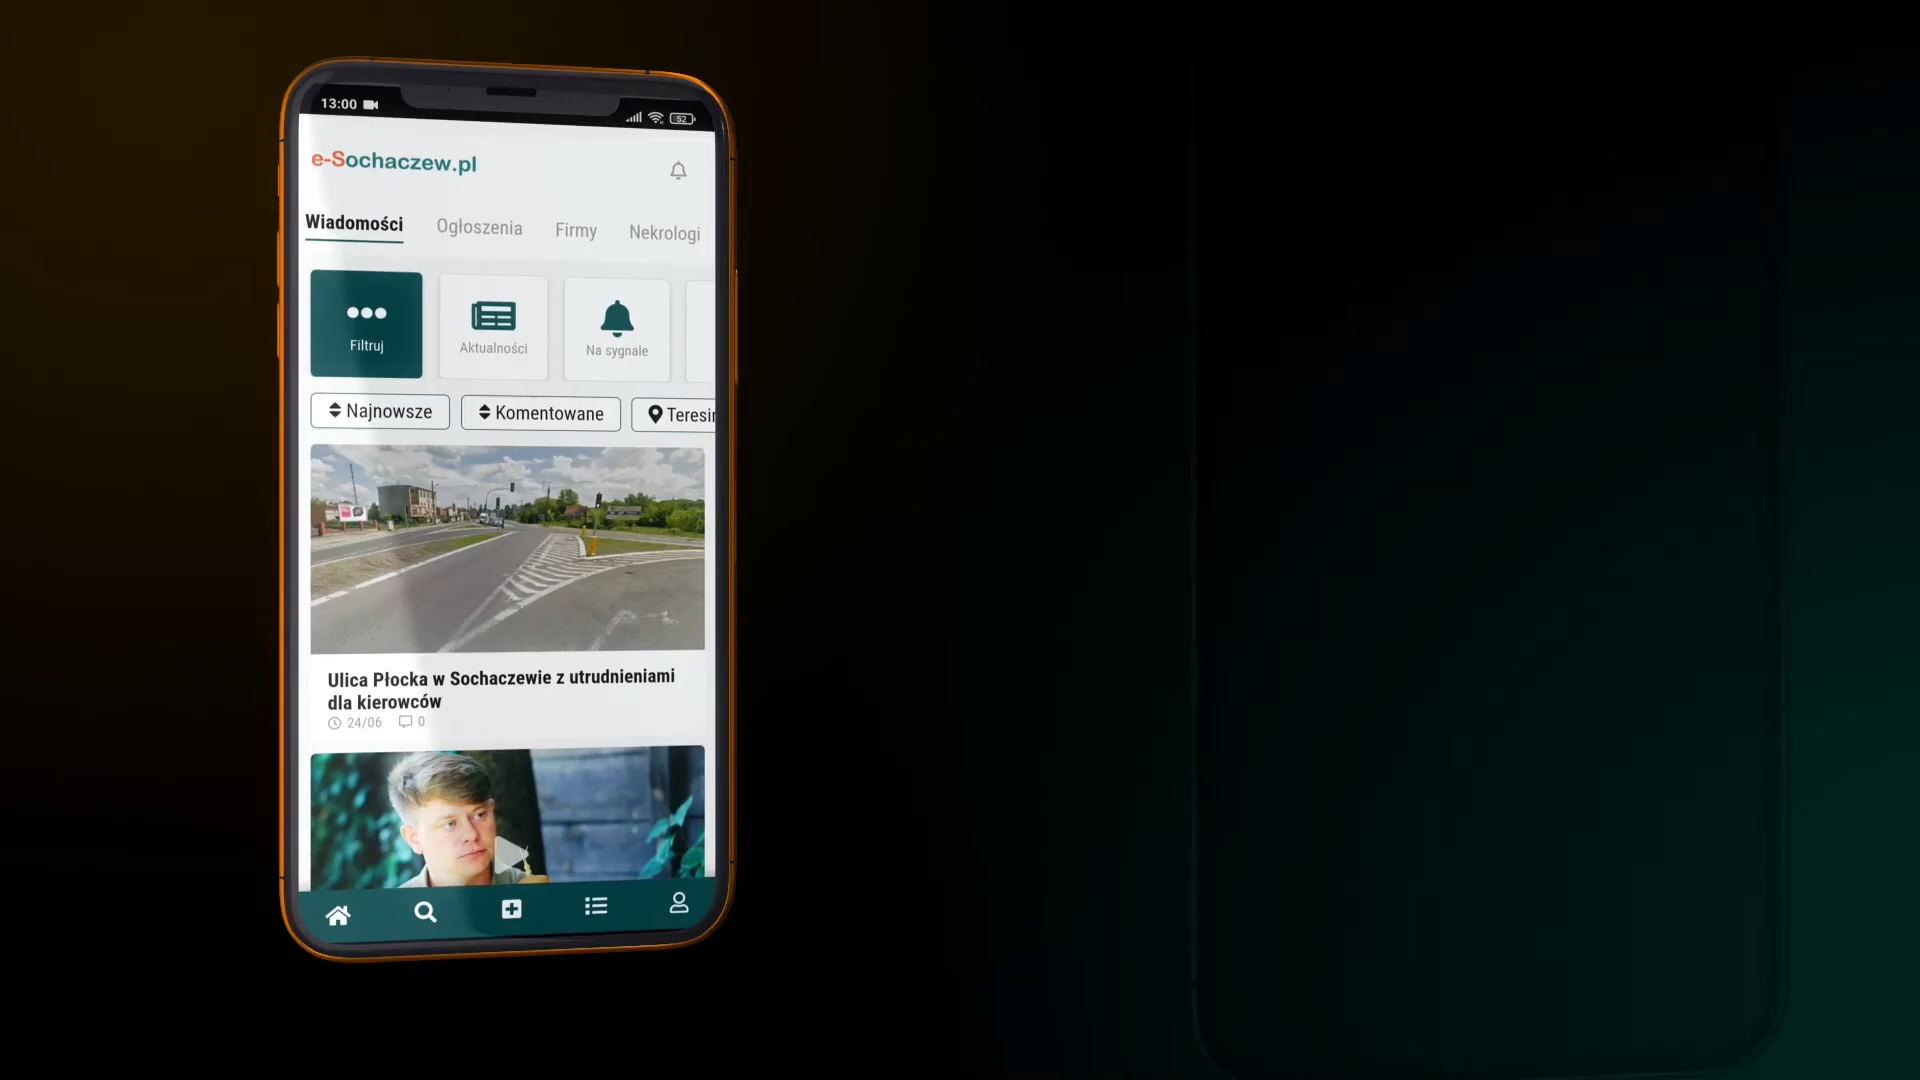 13:00
52
e-Sochaczew.pl
Wiadomości Ogłoszenia Firmy Nekrologi
Filtruj Aktualności Na sygnale
Najnowsze Komentowane
Ulica Płocka w Sochaczewie z utrudnieniami
dla kierowców
24/06 0